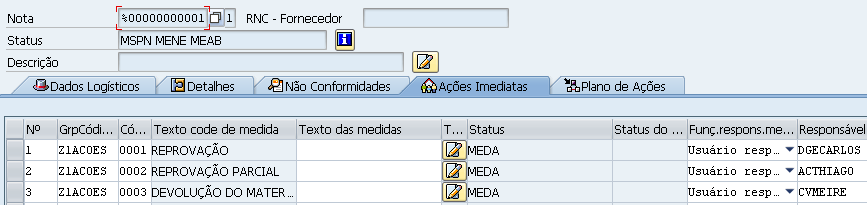 Nota %00000000001 1 RNC - Fornecedor
Status MSPN MENE MEAB
Descrição
Dados Logísticos Detalhes Não Conformidades Ações Imediatas Plano de Ações
Nº GrpCódi... Có... Texto code de medida Texto das medidas T... Status Status do ... Funç.respons.me... Responsável
1 Z1ACOES 0001 REPROVAÇÃO MEDA Usuário resp… DGECARLOS
2 Z1ACOES 0002 REPROVAÇÃO PARCIAL MEDA Usuário resp… ACTHIAGO
3 Z1ACOES 0003 DEVOLUÇÃO DO MATER… MEDA Usuário resp… CVMEIRE